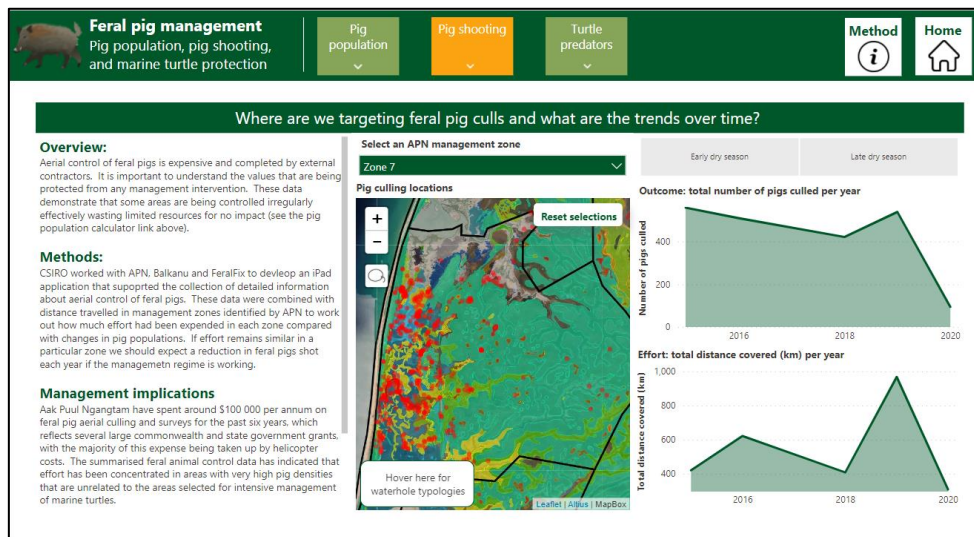 Feral pig management
Pig population, pig shooting,
and marine turtle protection
Pig
population
Pig shooting
Turtle
predators
Method
i
Home
Where are we targeting feral pig culls and what are the trends over time?
Overview:
Aerial control of feral pigs is expensive and completed by external
contractors. It is important to understand the values that are being
protected from any management intervention. These data
demonstrate that some areas are being controlled irregularly
effectively wasting limited resources for no impact (see the pig
population calculator link above).
Methods:
CSIRO worked with APN, Balkanu and FeralFix to devleop an iPad
application that supoprted the collection of detailed information
about aerial control of feral pigs. These data were combined with
distance travelled in management zones identified by APN to work
out how much effort had been expended in each zone compared
with changes in pig populations. If effort remains similar in a
particular zone we should expect a reduction in feral pigs shot
each year if the managemetn regime is working.
Management implications
Aak Puul Ngangtam have spent around $100 000 per annum on
feral pig aerial culling and surveys for the past six years, which
reflects several large commonwealth and state government grants,
with the majority of this expense being taken up by helicopter
costs. The summarised feral animal control data has indicated that
effort has been concentrated in areas with very high pig densities
that are unrelated to the areas selected for intensive management
of marine turtles.
Select an APN management zone
Zone 7
Pig culling locations
+
−
Reset selections
Hover here for
waterhole typologies
Leaflet | Altius | MapBox
Early dry season
Late dry season
Outcome: total number of pigs culled per year
Number of pigs culled
400
200
0
2016
2018
2020
Effort: total distance covered (km) per year
Total distance covered (km)
1,000
800
600
400
2016
2018
2020